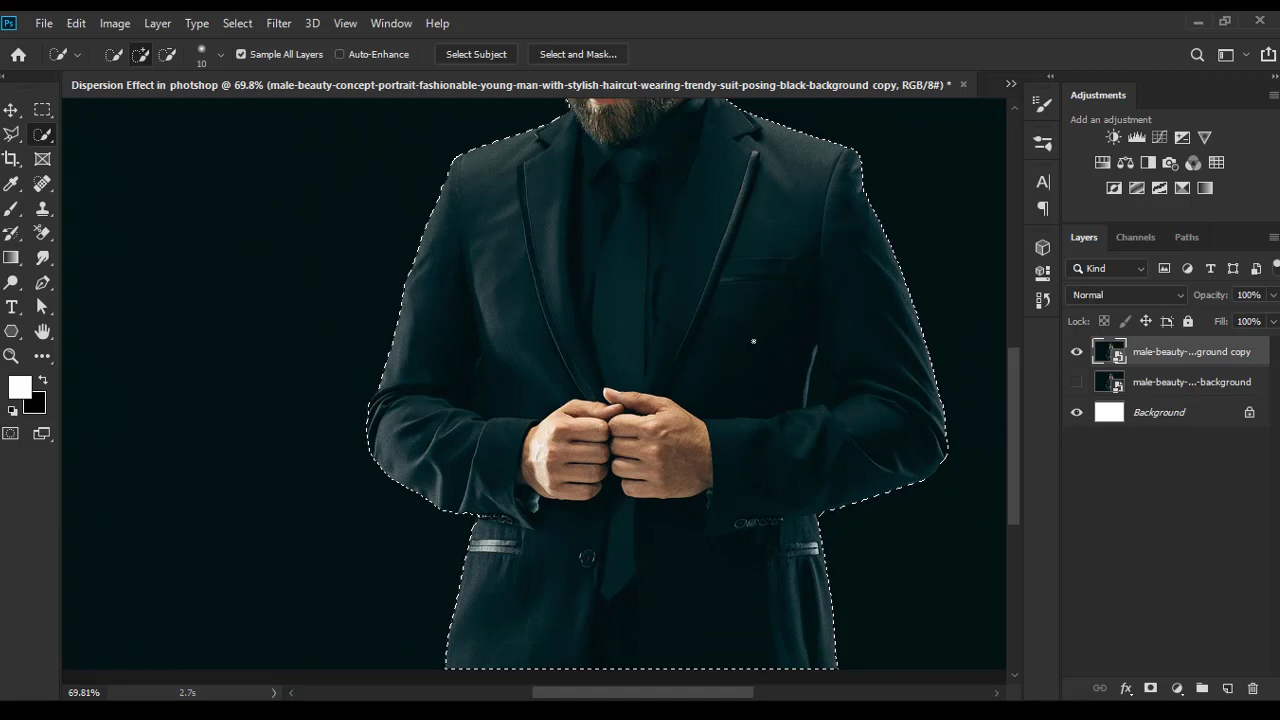 Ps File Edit Image Layer Type Select Filter 3D View Window Help
10 Sample All Layers Auto-Enhance Select Subject Select and Mask...
Dispersion Effect in photshop @ 69.8% (male-beauty-concept-portrait-fashionable-young-man-with-stylish-haircut-wearing-trendy-suit-posing-black-background copy, RGB/8#) *
Adjustments
Add an adjustment
Layers Channels Paths
Kind
Normal Opacity: 100%
Lock: Fill: 100%
male-beauty-...ground copy
male-beauty-...-background
Background
69.81% 2.7s